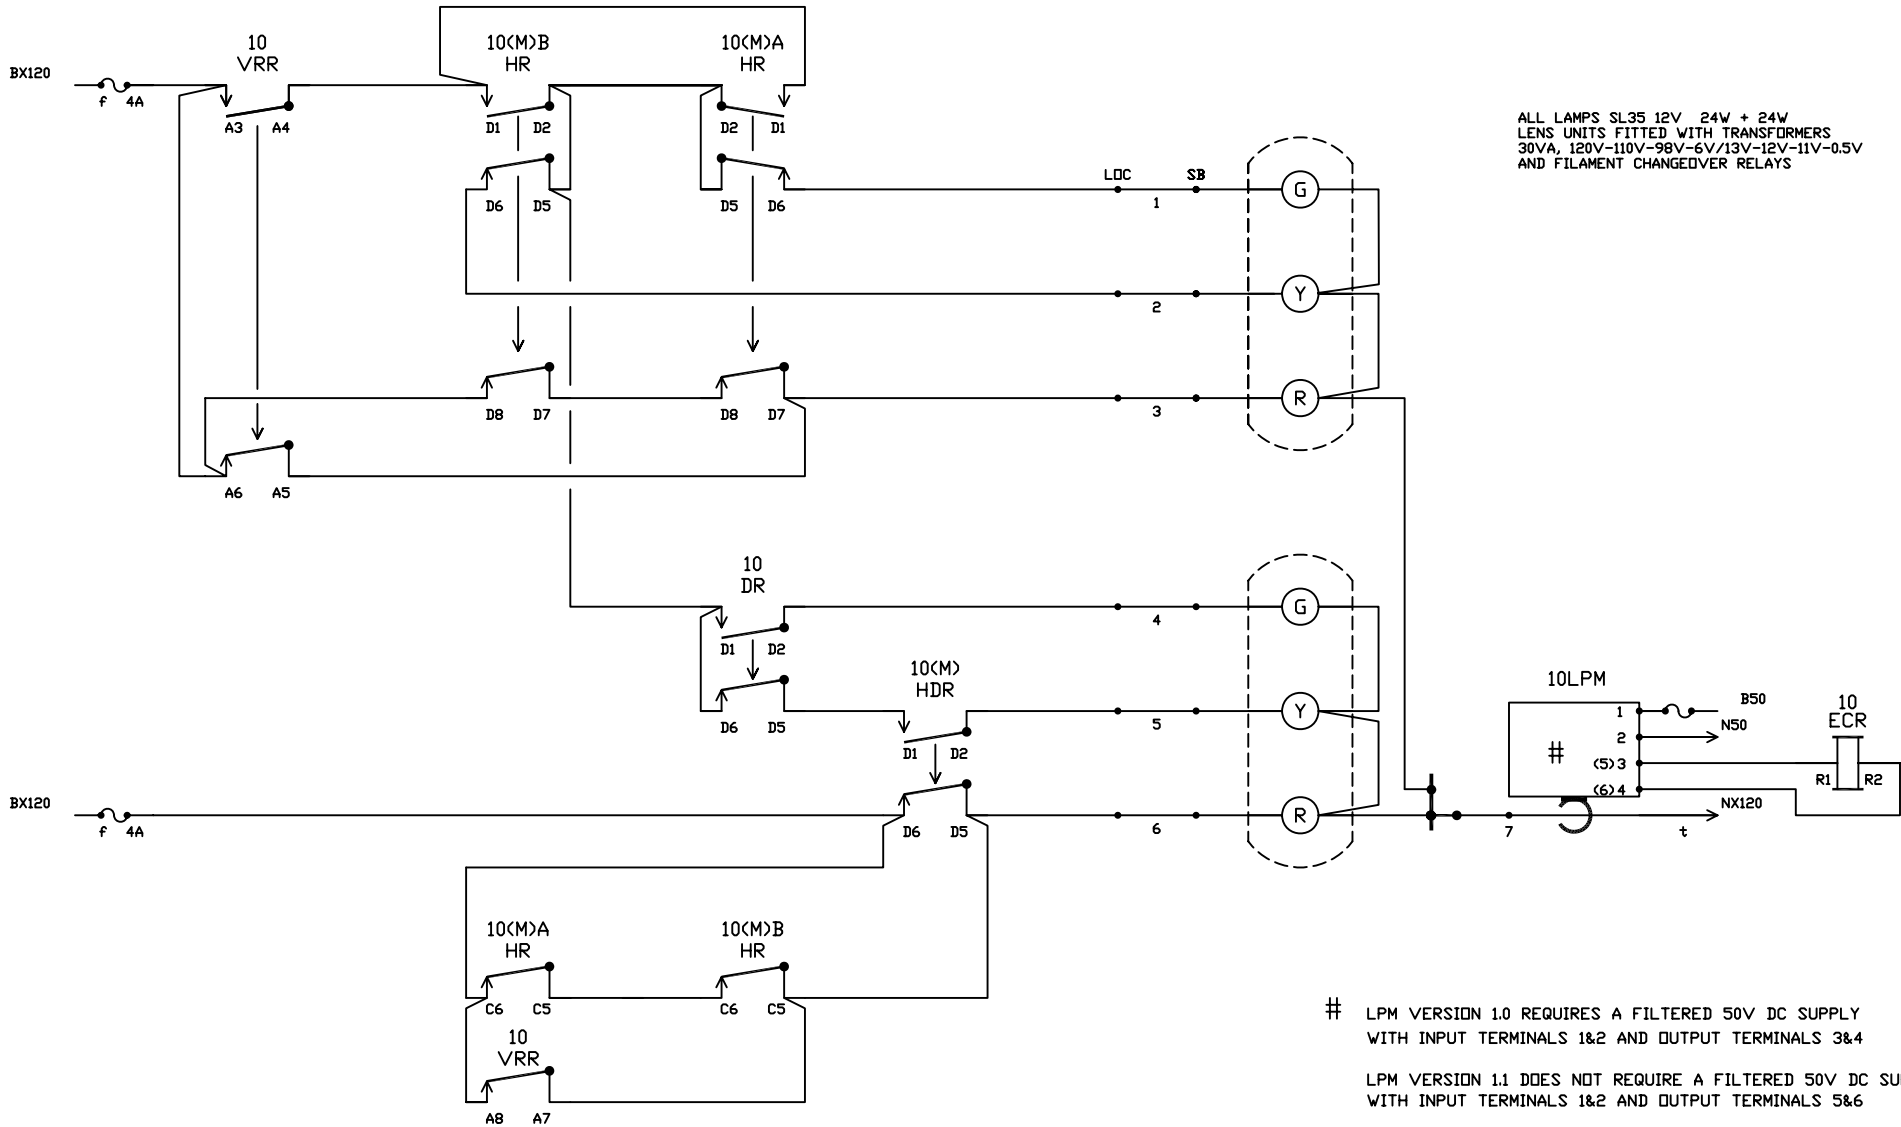 10
VRR
10(M)B
HR
10(M)A
HR
BX120
f 4A
A3 A4
D1 D2
D2 D1
ALL LAMPS SL35 12V 24W + 24W
LENS UNITS FITTED WITH TRANSFORMERS
30VA, 120V-110V-98V-6V/13V-12V-11V-0.5V
AND FILAMENT CHANGEOVER RELAYS
LOC SB
G
D6 D5
D5 D6
1
Y
2
R
D8 D7
D8 D7
3
A6 A5
10
DR
G
4
D1 D2
10(M)
HDR
10LPM
B50
10
ECR
1
Y
N50
D6 D5
5
2
D1 D2
#
(5)3
R1 R2
(6)4
BX120
NX120
R
f 4A
D6 D5
6
7
t
10(M)A
HR
10(M)B
HR
C6 C5
C6 C5
10
VRR
A8 A7
# LPM VERSION 1.0 REQUIRES A FILTERED 50V DC SUPPLY
WITH INPUT TERMINALS 1&2 AND OUTPUT TERMINALS 3&4
LPM VERSION 1.1 DOES NOT REQUIRE A FILTERED 50V DC SU
WITH INPUT TERMINALS 1&2 AND OUTPUT TERMINALS 5&6